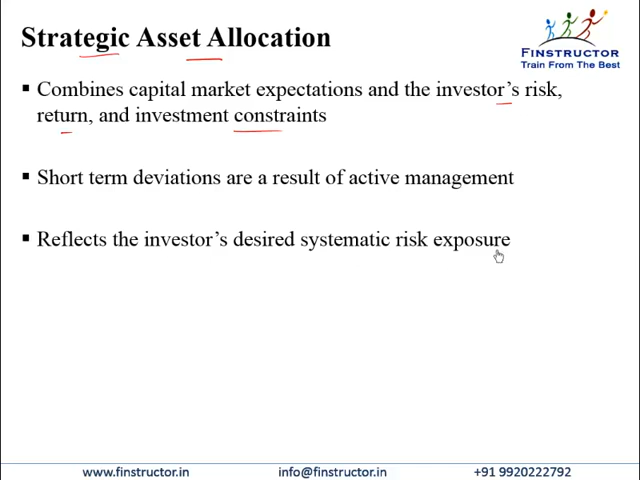 Strategic Asset Allocation
FINSTRUCTOR
TRAIN FROM THE BEST
▪ Combines capital market expectations and the investor's risk,
return, and investment constraints
▪ Short term deviations are a result of active management
▪ Reflects the investor's desired systematic risk exposure
www.finstructor.in info@finstructor.in +91 9920222792